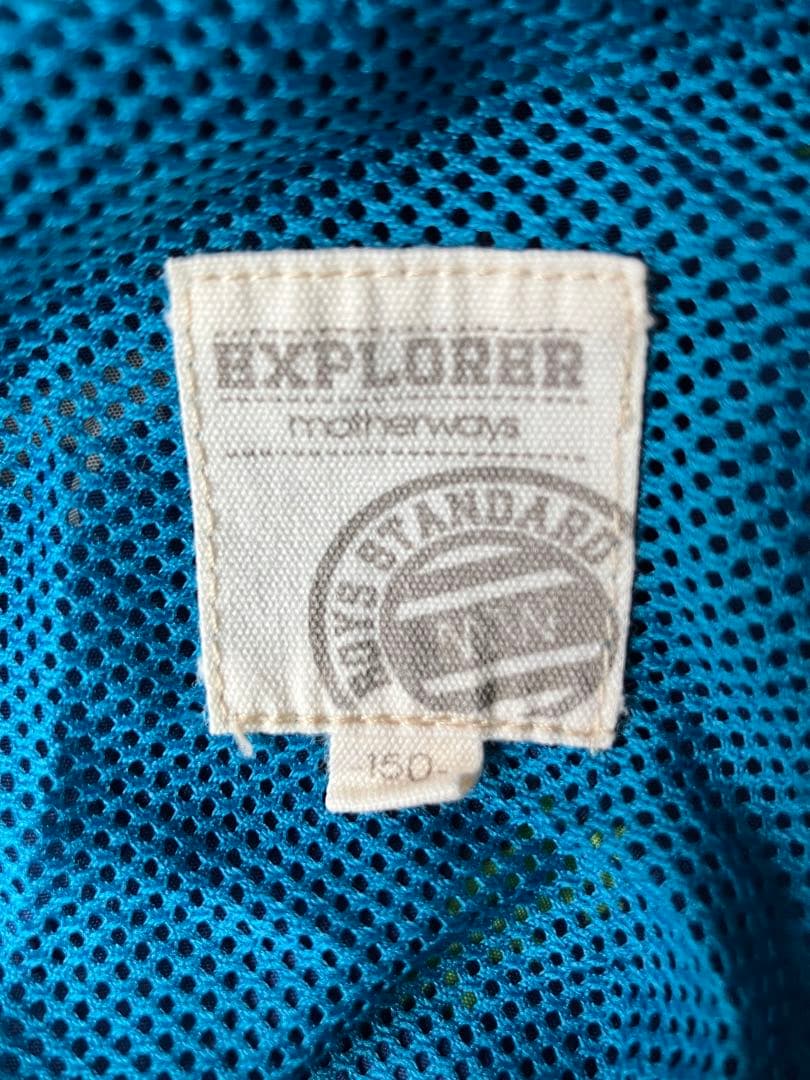 EXPLORER
motherways
BOYS STANDARD
150-